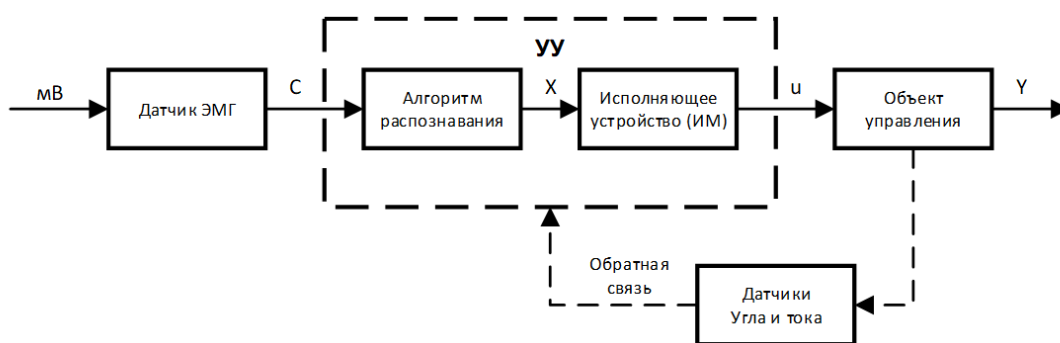 УУ
мВ
Датчик ЭМГ
С
Алгоритм
распознавания
X
Исполняющее
устройство (ИМ)
u
Объект
управления
Y
Обратная
связь
Датчики
Угла и тока